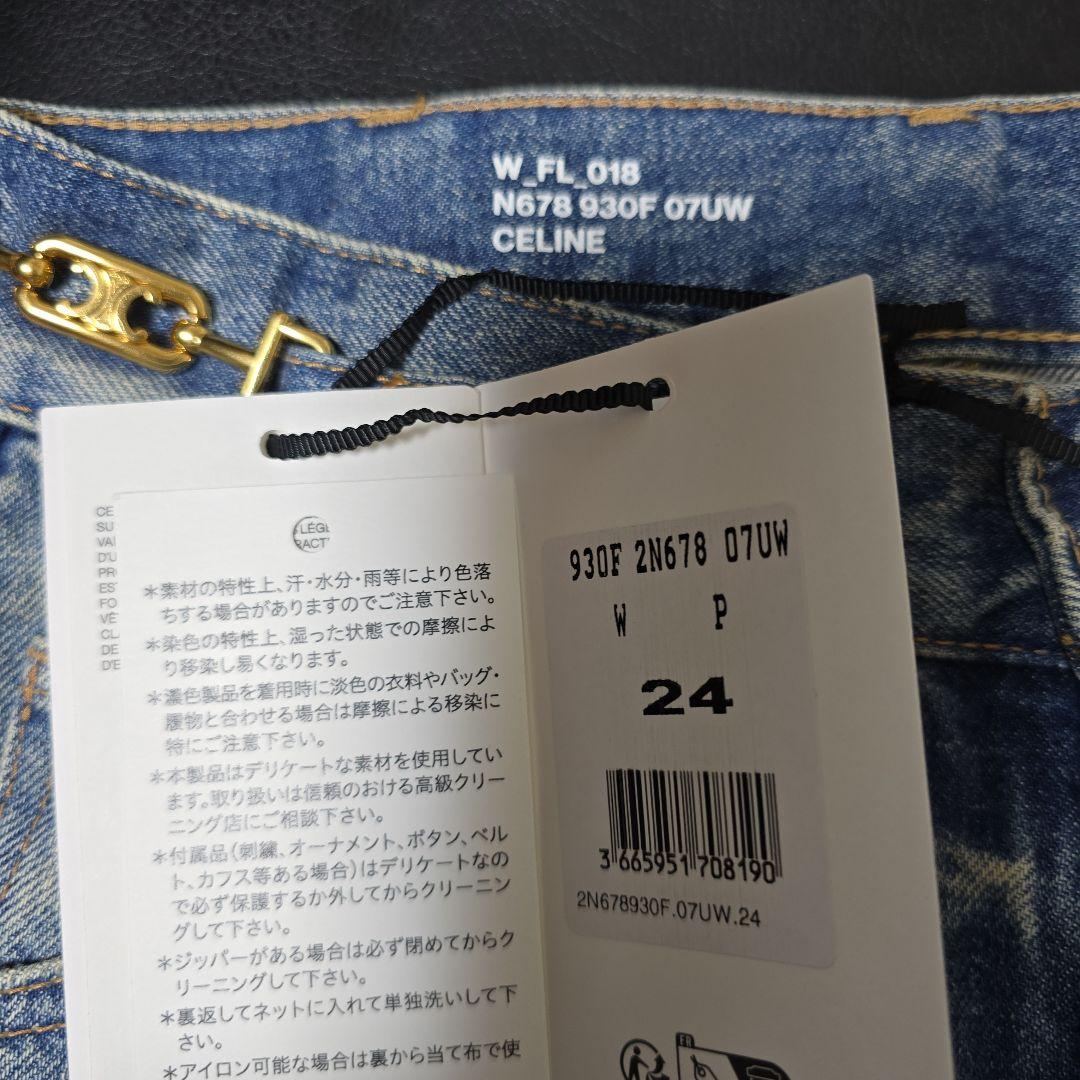 W_FL_018
N678 930F 07UW
CELINE
CE
SU
VAI
D'U
PR
ES
FO
VÉ
CL
DE
D'E
LÉGE
RACT
*素材の特性上、汗・水分・雨等により色落
ちする場合がありますのでご注意下さい。
*染色の特性上、湿った状態での摩擦によ
り移染し易くなります。
*濃色製品を着用時に淡色の衣料やバッグ・
履物と合わせる場合は摩擦による移染に
特にご注意下さい。
*本製品はデリケートな素材を使用してい
ます。取り扱いは信頼のおける高級クリー
ニング店にご相談下さい。
*付属品(刺繍、オーナメント、ボタン、ベル
ト、カフス等ある場合)はデリケートなの
で必ず保護するか外してからクリーニン
グして下さい。
*ジッパーがある場合は必ず閉めてからク
リーニングして下さい。
*裏返してネットに入れて単独洗いして下
さい。
*アイロン可能な場合は裏から当て布で使
930F 2N678 07UW
W P
24
3 665951 708190
2N678930F.07UW.24
FR